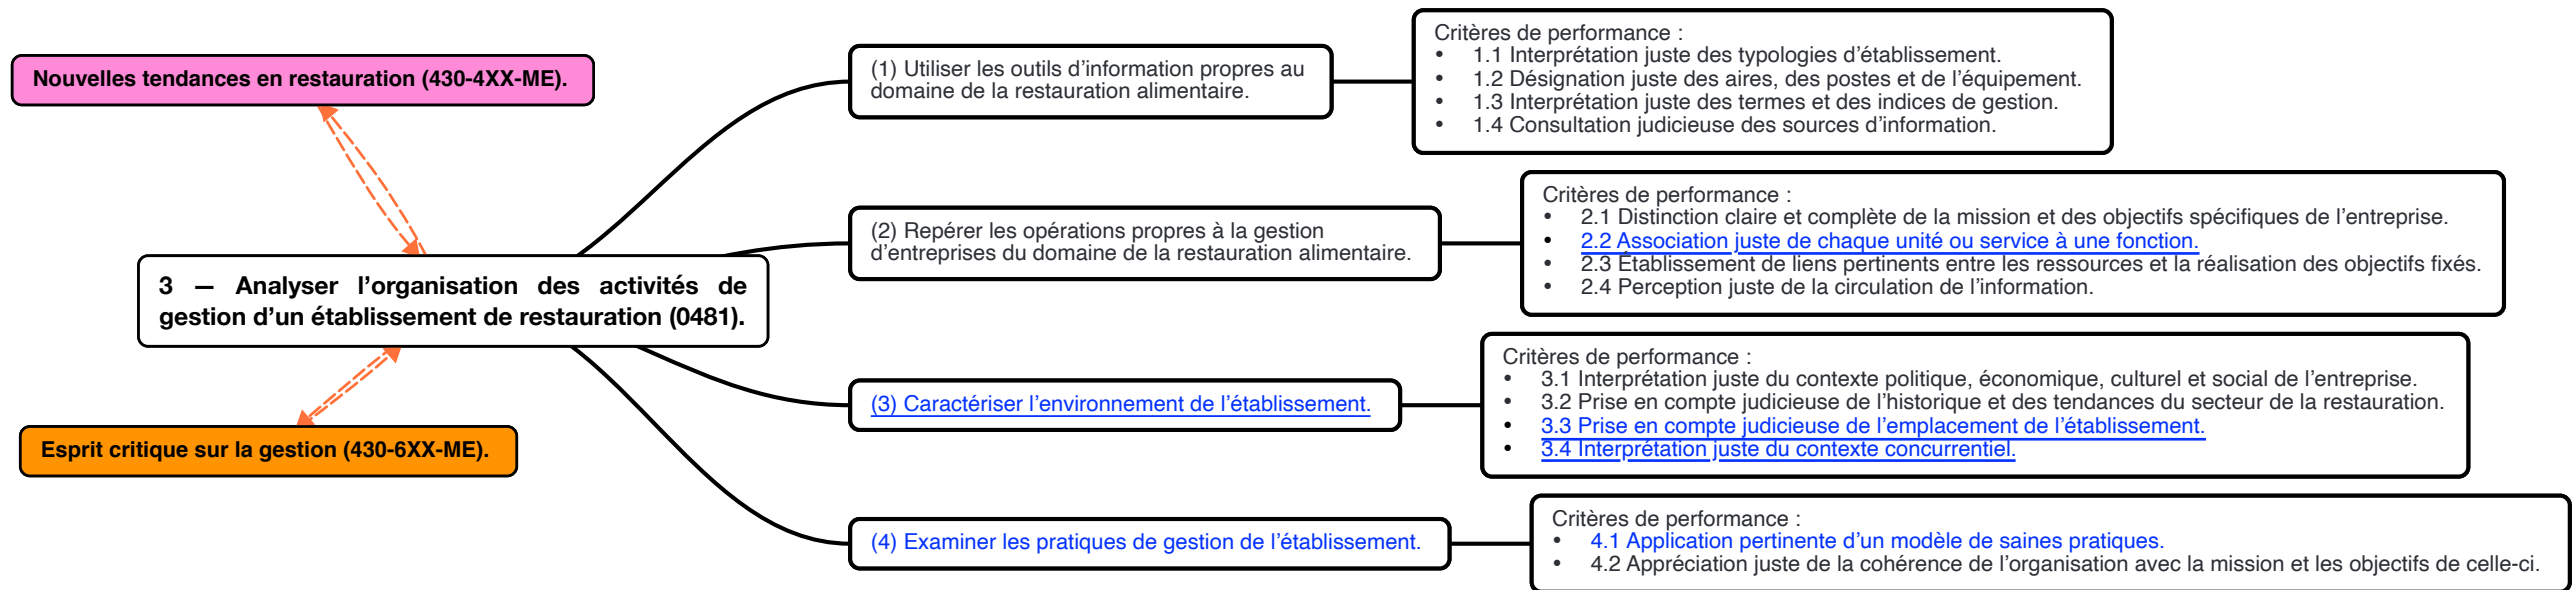 Nouvelles tendances en restauration (430-4XX-ME).
3 — Analyser l’organisation des activités de
gestion d’un établissement de restauration (0481).
Esprit critique sur la gestion (430-6XX-ME).
(1) Utiliser les outils d’information propres au
domaine de la restauration alimentaire.
Critères de performance :
• 1.1 Interprétation juste des typologies d’établissement.
• 1.2 Désignation juste des aires, des postes et de l’équipement.
• 1.3 Interprétation juste des termes et des indices de gestion.
• 1.4 Consultation judicieuse des sources d’information.
(2) Repérer les opérations propres à la gestion
d’entreprises du domaine de la restauration alimentaire.
Critères de performance :
• 2.1 Distinction claire et complète de la mission et des objectifs spécifiques de l’entreprise.
• 2.2 Association juste de chaque unité ou service à une fonction.
• 2.3 Établissement de liens pertinents entre les ressources et la réalisation des objectifs fixés.
• 2.4 Perception juste de la circulation de l’information.
(3) Caractériser l’environnement de l’établissement.
Critères de performance :
• 3.1 Interprétation juste du contexte politique, économique, culturel et social de l’entreprise.
• 3.2 Prise en compte judicieuse de l’historique et des tendances du secteur de la restauration.
• 3.3 Prise en compte judicieuse de l’emplacement de l’établissement.
• 3.4 Interprétation juste du contexte concurrentiel.
(4) Examiner les pratiques de gestion de l’établissement.
Critères de performance :
• 4.1 Application pertinente d’un modèle de saines pratiques.
• 4.2 Appréciation juste de la cohérence de l’organisation avec la mission et les objectifs de celle-ci.